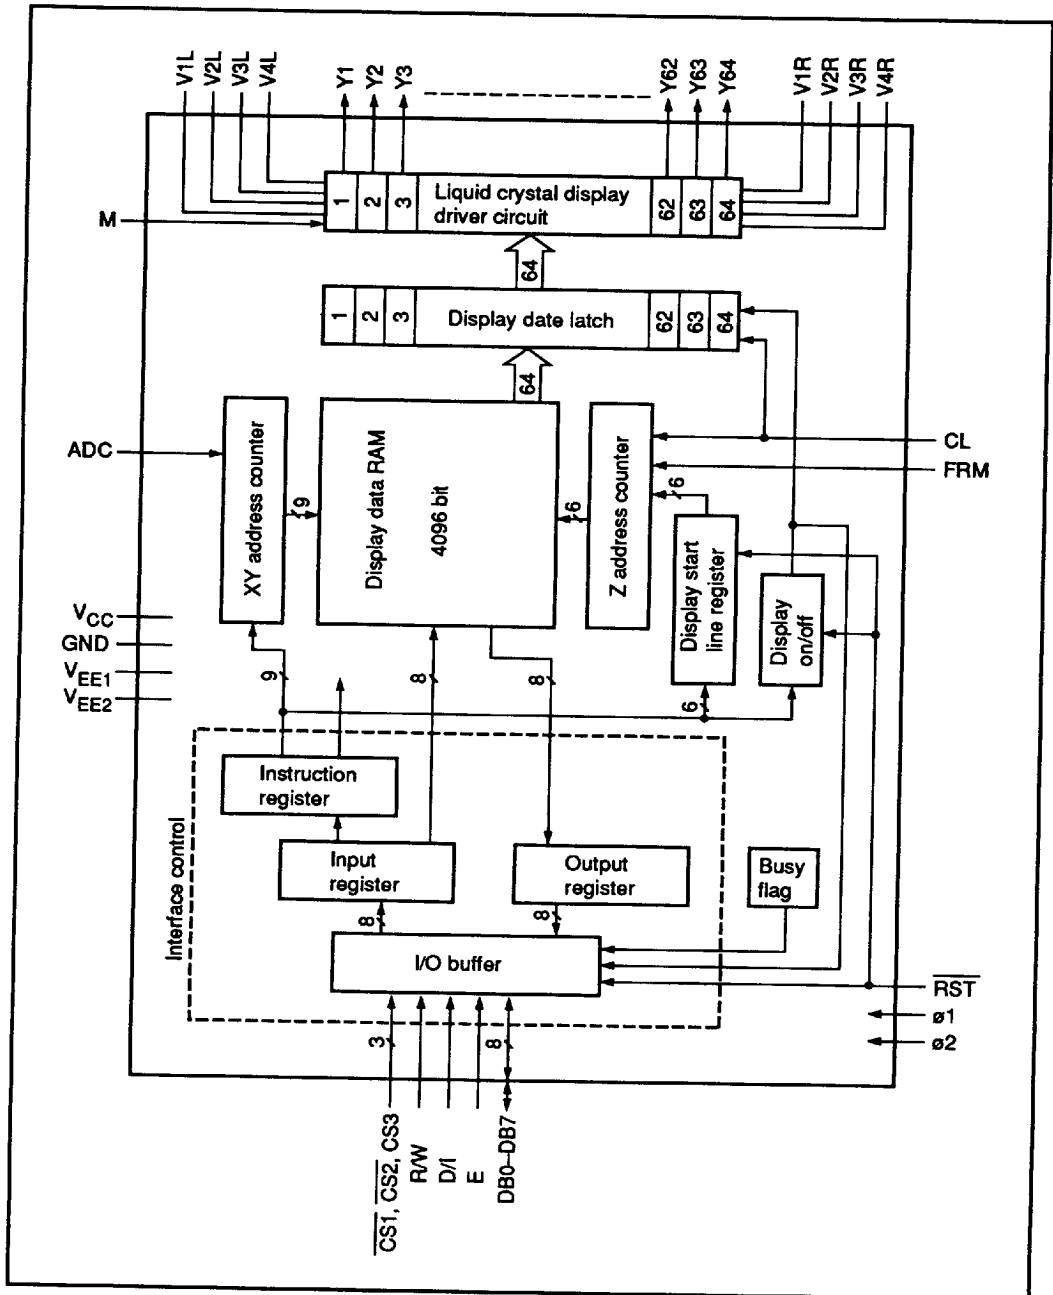 V1L
V2L
V3L
V4L
Y1
Y2
Y3
Y62
Y63
Y64
V1R
V2R
V3R
V4R
M
1
2
3
Liquid crystal display
driver circuit
62
63
64
64
1
2
3
Display date latch
62
63
64
64
ADC
XY address counter
9
Display data RAM
4096 bit
6
Z address counter
CL
FRM
6
Display start
line register
Display
on/off
VCC
GND
VEE1
VEE2
9
8
8
6
Interface control
Instruction
register
Input
register
Output
register
Busy
flag
8
8
I/O buffer
RST
ø1
ø2
3
8
CS1, CS2, CS3
R/W
D/I
E
DB0–DB7